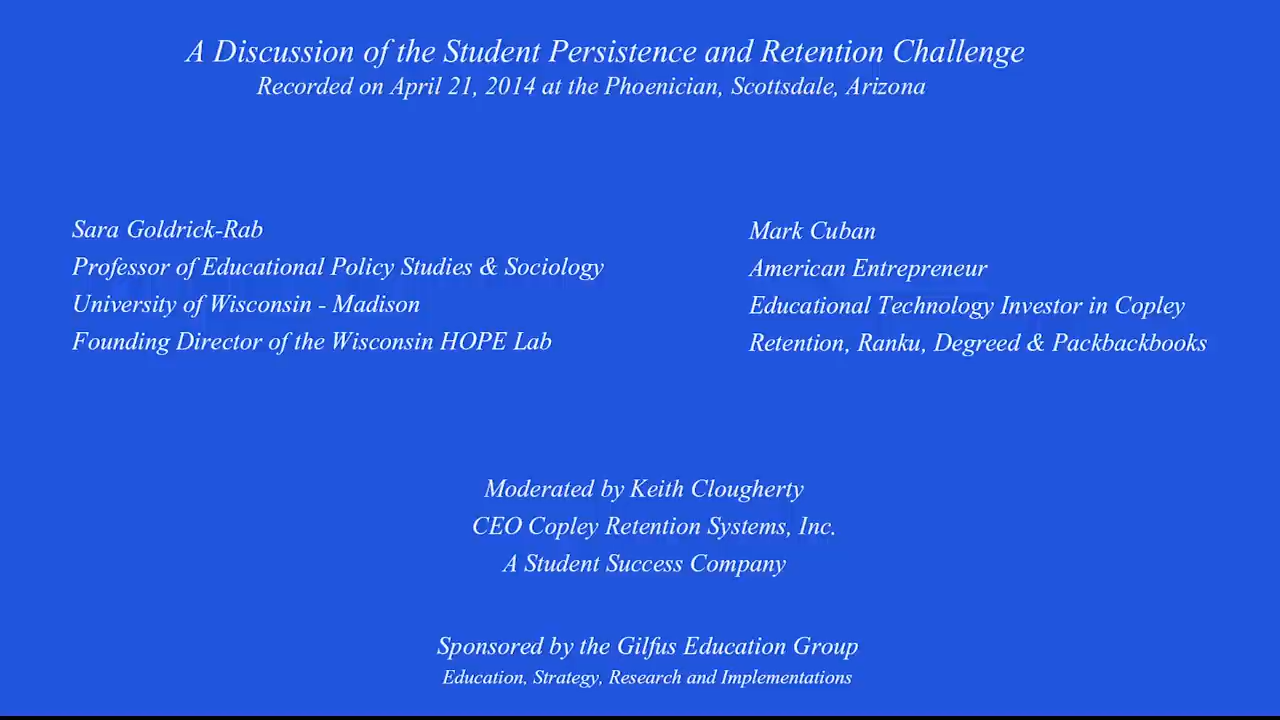 A Discussion of the Student Persistence and Retention Challenge
Recorded on April 21, 2014 at the Phoenician, Scottsdale, Arizona
Sara Goldrick-Rab
Professor of Educational Policy Studies & Sociology
University of Wisconsin - Madison
Founding Director of the Wisconsin HOPE Lab
Mark Cuban
American Entrepreneur
Educational Technology Investor in Copley
Retention, Ranku, Degreed & Packbackbooks
Moderated by Keith Clougherty
CEO Copley Retention Systems, Inc.
A Student Success Company
Sponsored by the Gilfus Education Group
Education, Strategy, Research and Implementations